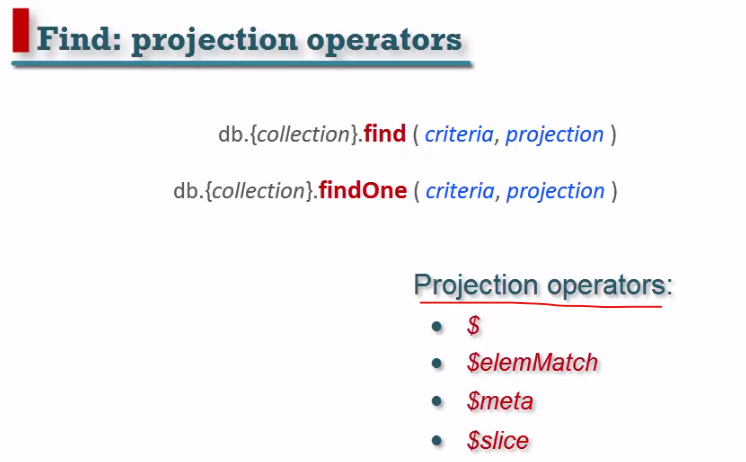 Find: projection operators
db.{collection}.find ( criteria, projection )
db.{collection}.findOne ( criteria, projection )
Projection operators:
• $
• $elemMatch
• $meta
• $slice